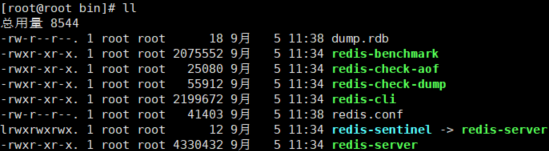 [root@root bin]# ll
总用量 8544
-rw-r--r--. 1 root root      18 9月   5 11:38 dump.rdb
-rwxr-xr-x. 1 root root 2075552 9月   5 11:34 redis-benchmark
-rwxr-xr-x. 1 root root   25080 9月   5 11:34 redis-check-aof
-rwxr-xr-x. 1 root root   55912 9月   5 11:34 redis-check-dump
-rwxr-xr-x. 1 root root 2199672 9月   5 11:34 redis-cli
-rw-r--r--. 1 root root   41403 9月   5 11:38 redis.conf
lrwxrwxrwx. 1 root root      12 9月   5 11:34 redis-sentinel -> redis-server
-rwxr-xr-x. 1 root root 4330432 9月   5 11:34 redis-server